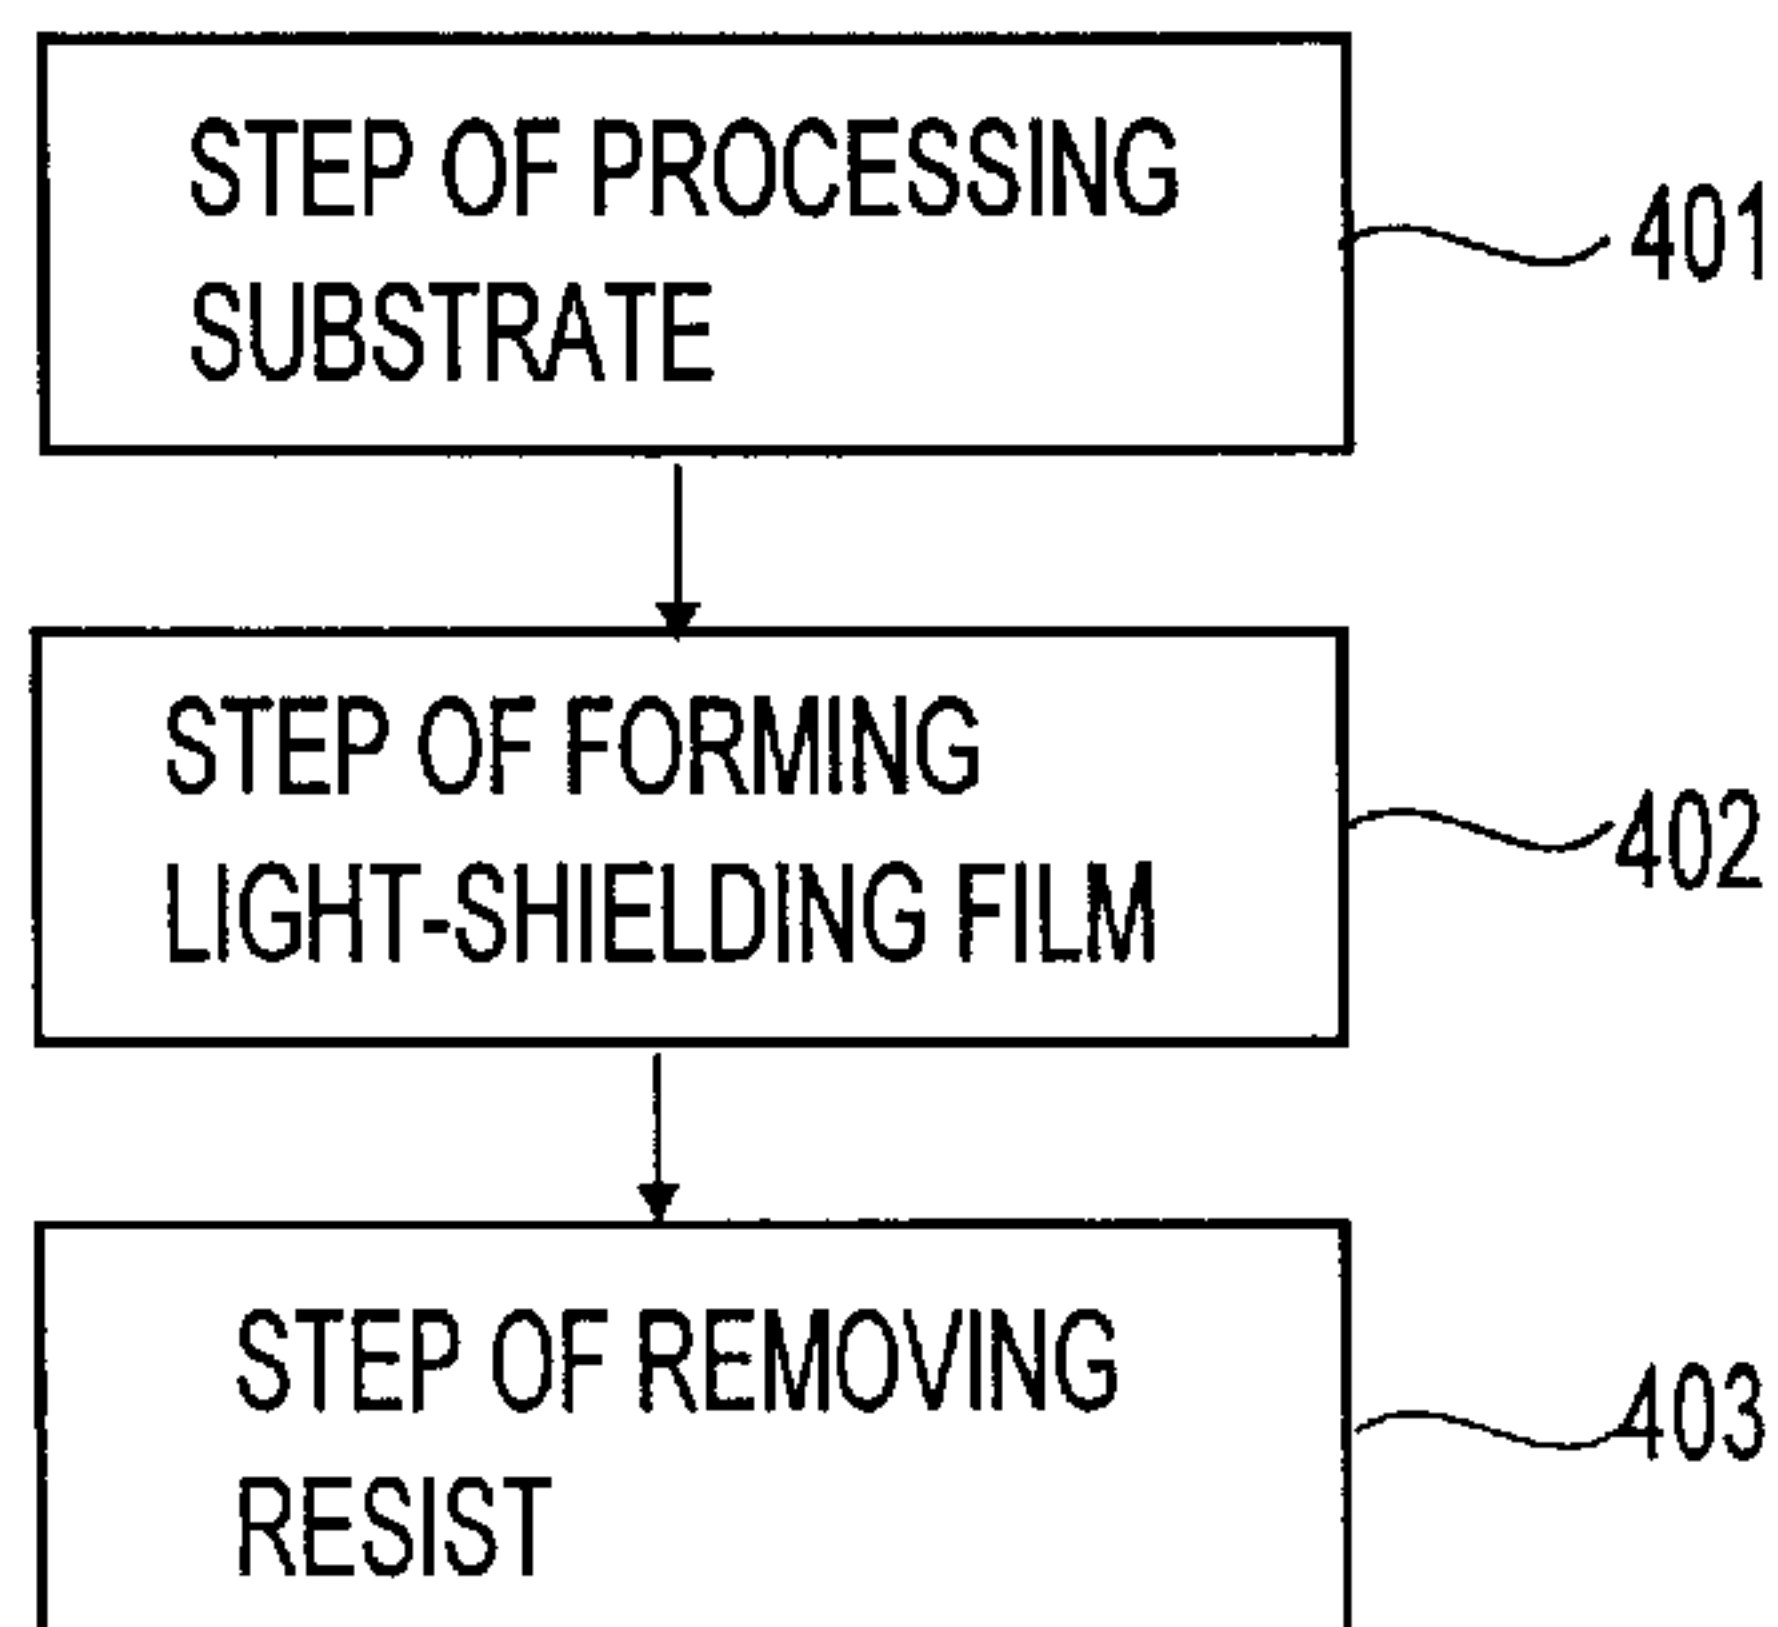 STEP OF PROCESSING
SUBSTRATE
401
STEP OF FORMING
LIGHT-SHIELDING FILM
402
STEP OF REMOVING
RESIST
403